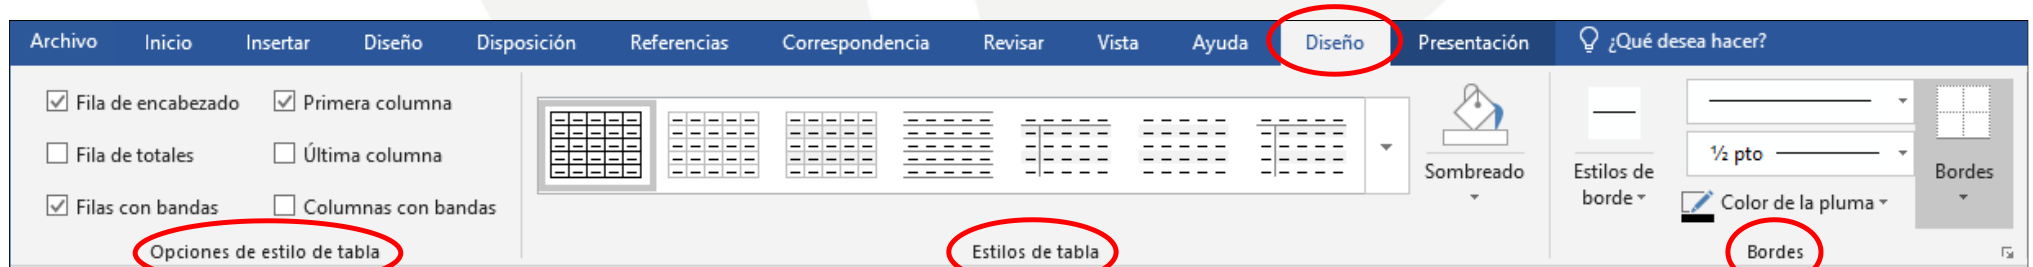 Archivo Inicio Insertar Diseño Disposición Referencias Correspondencia Revisar Vista Ayuda Diseño Presentación ¿Qué desea hacer?
Fila de encabezado Primera columna
Fila de totales Última columna
Filas con bandas Columnas con bandas
Opciones de estilo de tabla
Estilos de tabla
Sombreado
Estilos de
borde
½ pto
Color de la pluma
Bordes
Bordes